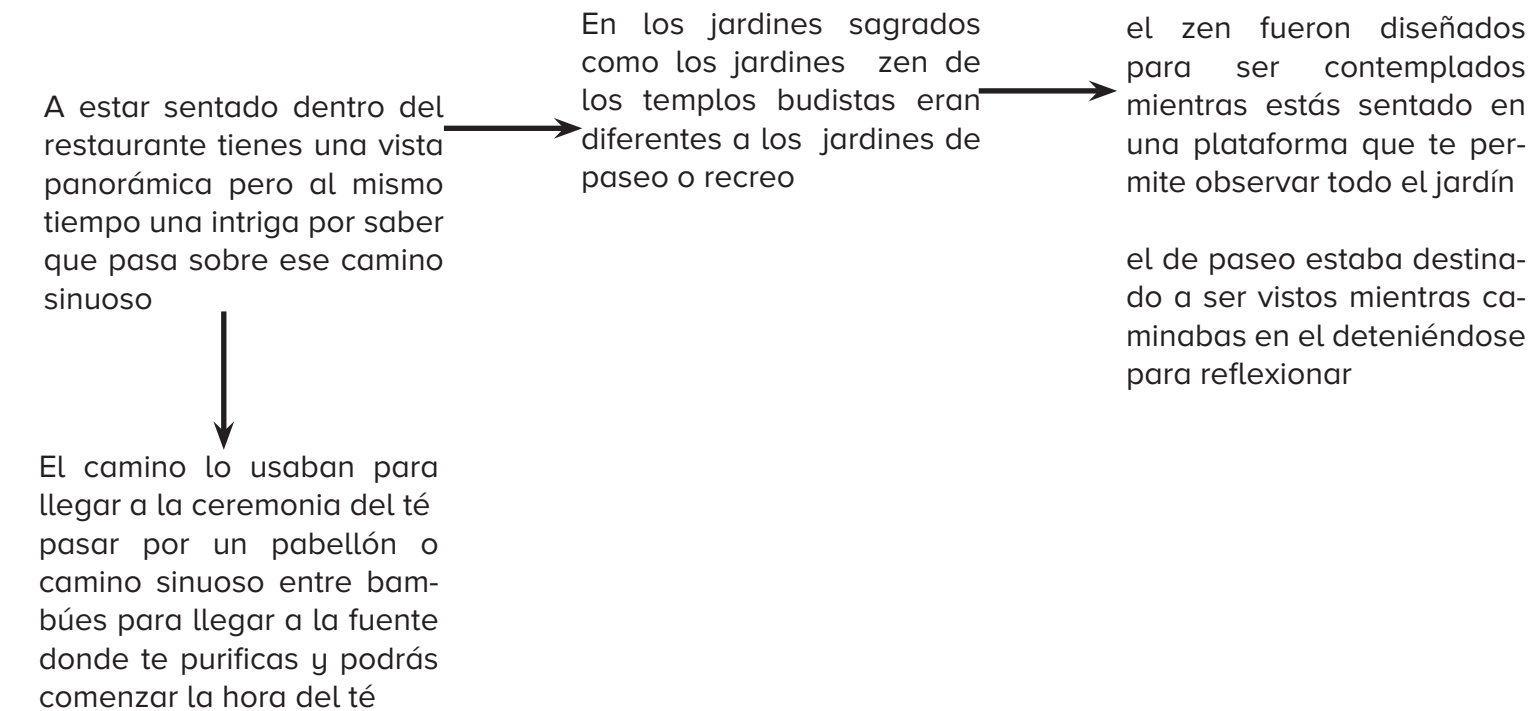 A estar sentado dentro del
restaurante tienes una vista
panorámica pero al mismo
tiempo una intriga por saber
que pasa sobre ese camino
sinuoso
En los jardines sagrados
como los jardines zen de
los templos budistas eran
diferentes a los jardines de
paseo o recreo
el zen fueron diseñados
para ser contemplados
mientras estás sentado en
una plataforma que te per-
mite observar todo el jardín
el de paseo estaba destina-
do a ser vistos mientras ca-
minabas en el deteniéndose
para reflexionar
El camino lo usaban para
llegar a la ceremonia del té
pasar por un pabellón o
camino sinuoso entre bam-
búes para llegar a la fuente
donde te purificas y podrás
comenzar la hora del té